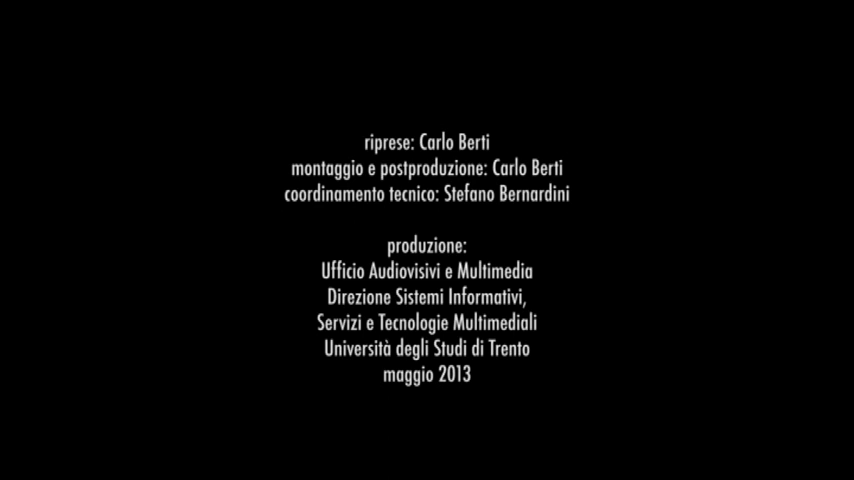 riprese: Carlo Berti
montaggio e postproduzione: Carlo Berti
coordinamento tecnico: Stefano Bernardini
produzione:
Ufficio Audiovisivi e Multimedia
Direzione Sistemi Informativi,
Servizi e Tecnologie Multimediali
Università degli Studi di Trento
maggio 2013